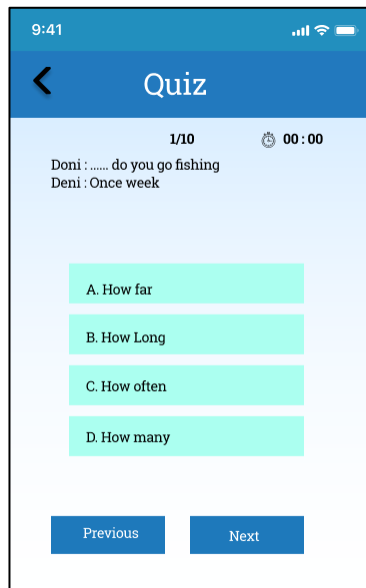 9:41
Quiz
1/10 00 : 00
Doni : ...... do you go fishing
Deni : Once week
A. How far
B. How Long
C. How often
D. How many
Previous Next